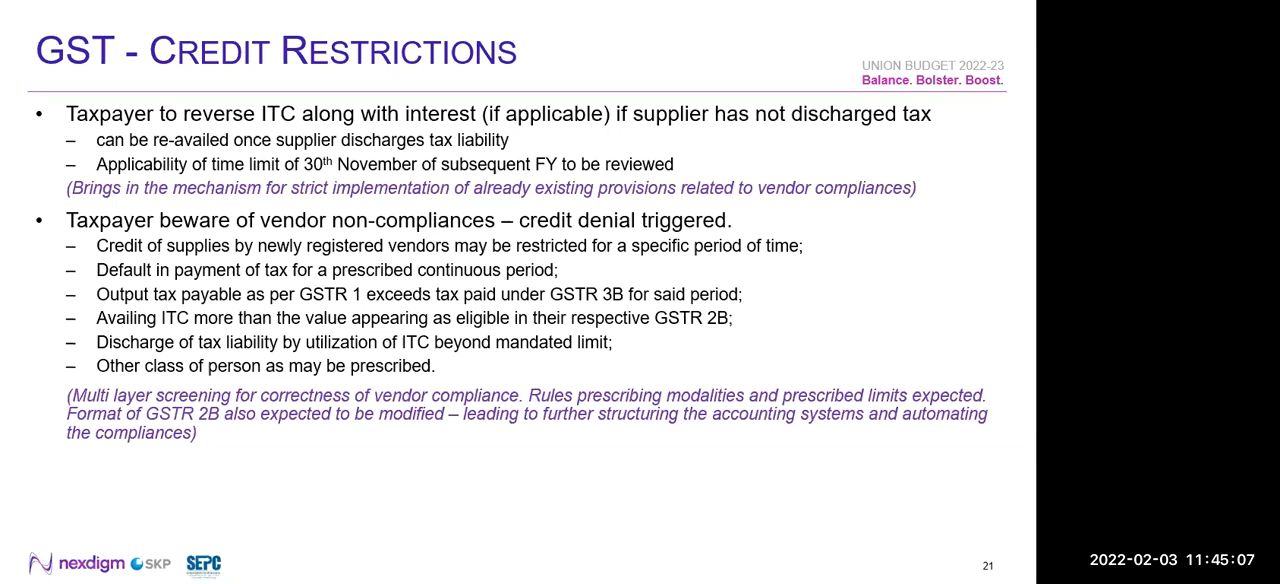 GST - CREDIT RESTRICTIONS
UNION BUDGET 2022-23
Balance. Bolster. Boost.
• Taxpayer to reverse ITC along with interest (if applicable) if supplier has not discharged tax
– can be re-availed once supplier discharges tax liability
– Applicability of time limit of 30th November of subsequent FY to be reviewed
(Brings in the mechanism for strict implementation of already existing provisions related to vendor compliances)
• Taxpayer beware of vendor non-compliances – credit denial triggered.
– Credit of supplies by newly registered vendors may be restricted for a specific period of time;
– Default in payment of tax for a prescribed continuous period;
– Output tax payable as per GSTR 1 exceeds tax paid under GSTR 3B for said period;
– Availing ITC more than the value appearing as eligible in their respective GSTR 2B;
– Discharge of tax liability by utilization of ITC beyond mandated limit;
– Other class of person as may be prescribed.
(Multi layer screening for correctness of vendor compliance. Rules prescribing modalities and prescribed limits expected.
Format of GSTR 2B also expected to be modified – leading to further structuring the accounting systems and automating
the compliances)
nexdigm SKP SEPC
21
2022-02-03 11:45:07